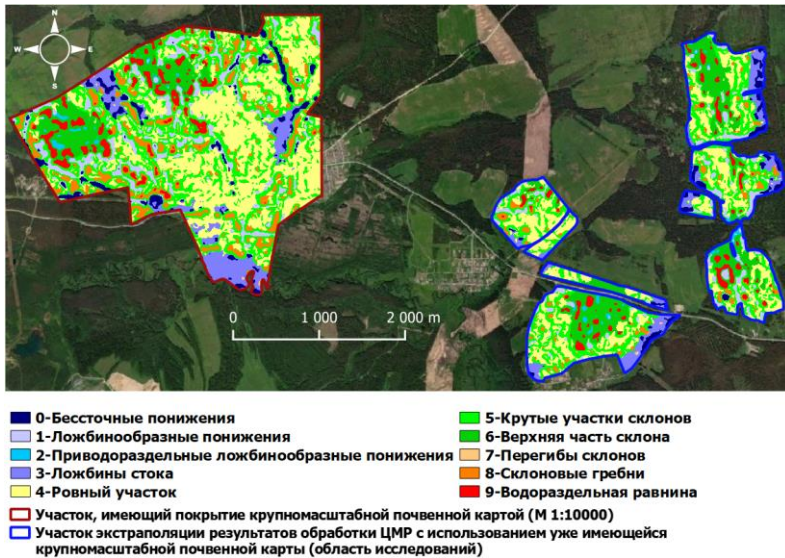 N
W E
S
0 1 000 2 000 m
0-Бессточные понижения
1-Ложбинообразные понижения
2-Приводораздельные ложбинообразные понижения
3-Ложбины стока
4-Ровный участок
5-Крутые участки склонов
6-Верхняя часть склона
7-Перегибы склонов
8-Склоновые гребни
9-Водораздельная равнина
Участок, имеющий покрытие крупномасштабной почвенной картой (М 1:10000)
Участок экстраполяции результатов обработки ЦМР с использованием уже имеющейся
крупномасштабной почвенной карты (область исследований)